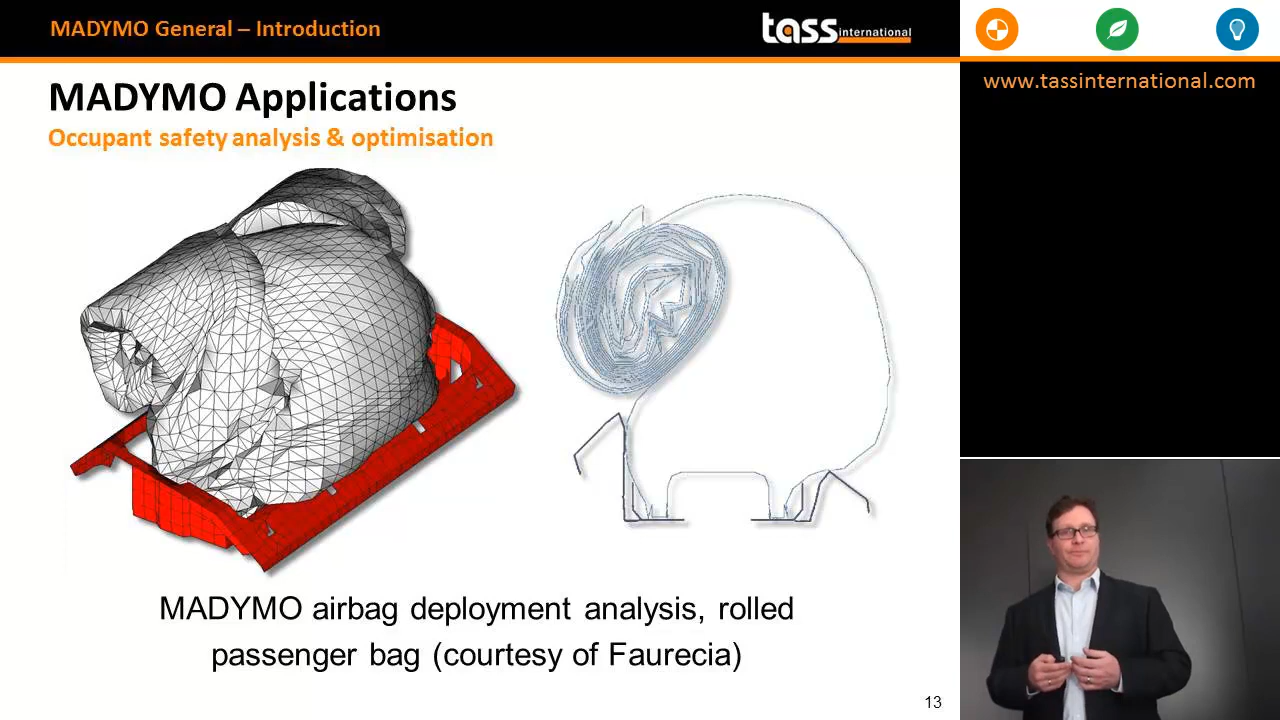 MADYMO General – Introduction
tass international
www.tassinternational.com
MADYMO Applications
Occupant safety analysis & optimisation
MADYMO airbag deployment analysis, rolled
passenger bag (courtesy of Faurecia)
13